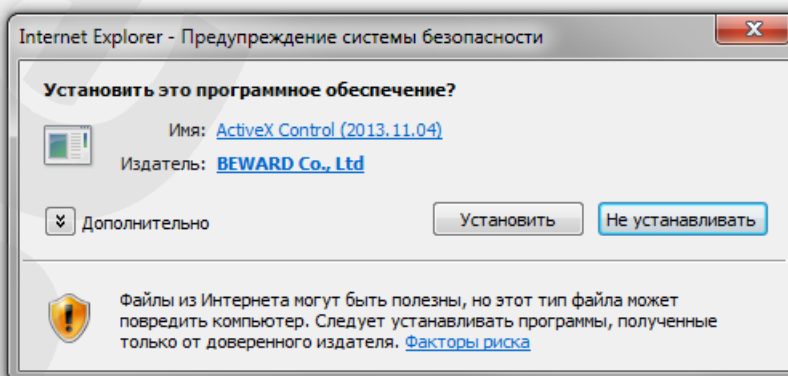 Internet Explorer - Предупреждение системы безопасности
Установить это программное обеспечение?
Имя: ActiveX Control (2013.11.04)
Издатель: BEWARD Co., Ltd
Дополнительно
Установить
Не устанавливать
Файлы из Интернета могут быть полезны, но этот тип файла может
повредить компьютер. Следует устанавливать программы, полученные
только от доверенного издателя. Факторы риска